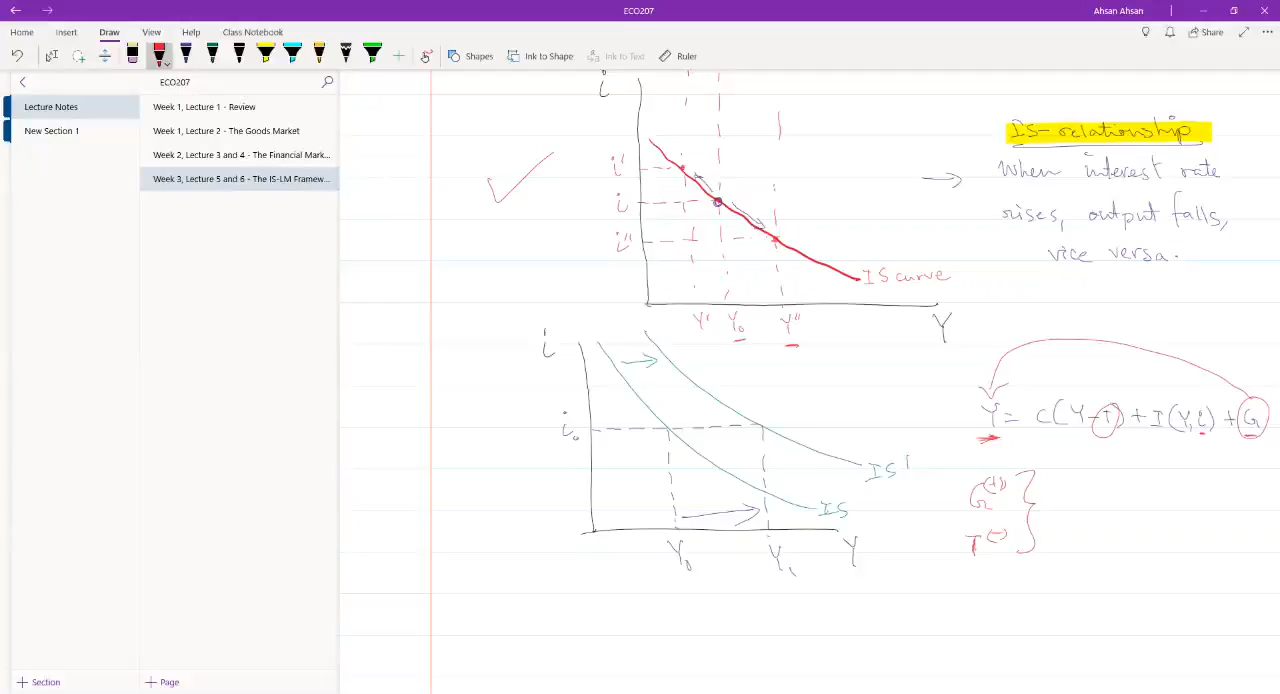 ECO207
Ahsan Ahsan
Home Insert Draw View Help Class Notebook
Share
Shapes Ink to Shape Ink to Text Ruler
ECO207
Lecture Notes
New Section 1
Week 1, Lecture 1 - Review
Week 1, Lecture 2 - The Goods Market
Week 2, Lecture 3 and 4 - The Financial Mark...
Week 3, Lecture 5 and 6 - The IS-LM Framew...
i
i'
i
i''
IS curve
Y' Y₀ Y'' Y
IS-relationship
When interest rate
rises, output falls,
vice versa.
i
i₀
IS'
IS
Y₀ Y₁ Y
Y = C(Y-T) + I(Y,i) + G
G(+)
T(-)
+ Section
+ Page